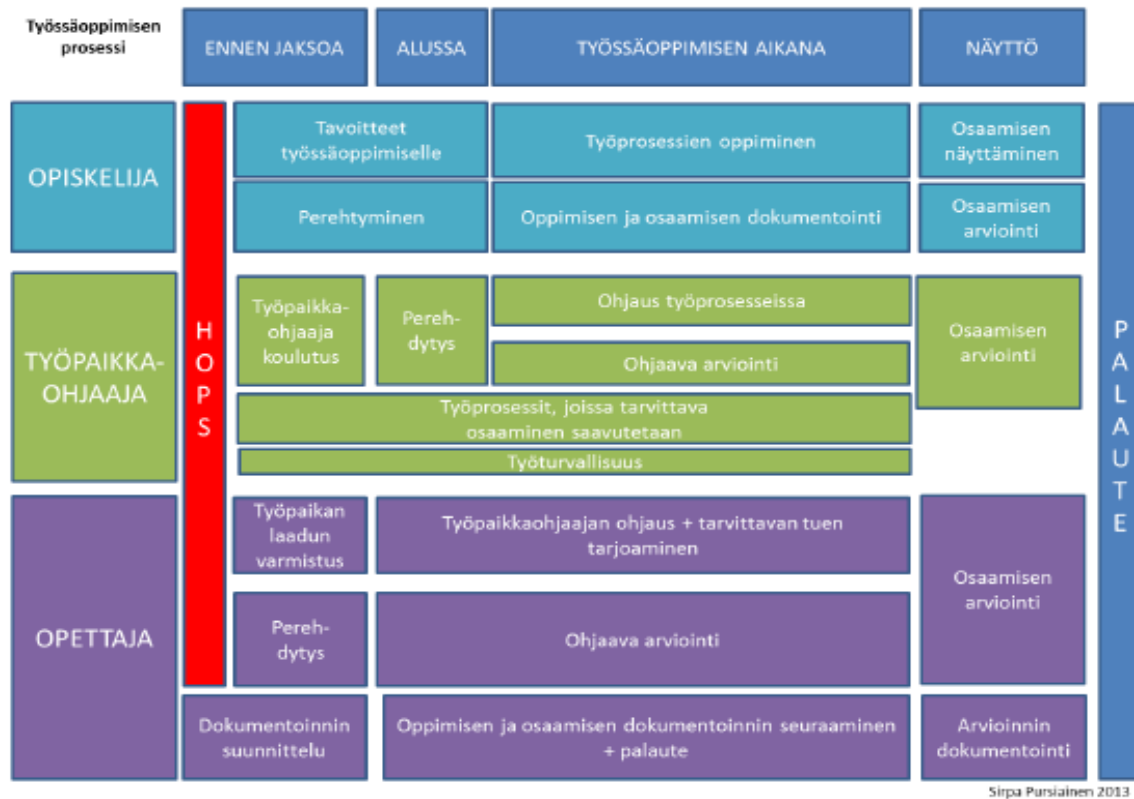 Työssäoppimisen
prosessi
ENNEN JAKSOA
ALUSSA
TYÖSSÄOPPIMISEN AIKANA
NÄYTTÖ
OPISKELIJA
Tavoitteet
työssäoppimiselle
Työprosessien oppiminen
Osaamisen
näyttäminen
Perehtyminen
Oppimisen ja osaamisen dokumentointi
Osaamisen
arviointi
H
O
P
S
P
A
L
A
U
T
E
TYÖPAIKKA-
OHJAAJA
Työpaikka-
ohjaaja
koulutus
Pereh-
dytys
Ohjaus työprosesseissa
Ohjaava arviointi
Osaamisen
arviointi
Työprosessit, joissa tarvittava
osaaminen saavutetaan
Työturvallisuus
OPETTAJA
Työpaikan
laadun
varmistus
Työpaikkaohjaajan ohjaus + tarvittavan tuen
tarjoaminen
Osaamisen
arviointi
Pereh-
dytys
Ohjaava arviointi
Dokumentoinnin
suunnittelu
Oppimisen ja osaamisen dokumentoinnin seuraaminen
+ palaute
Arvioinnin
dokumentointi
Sirpa Pursiainen 2013